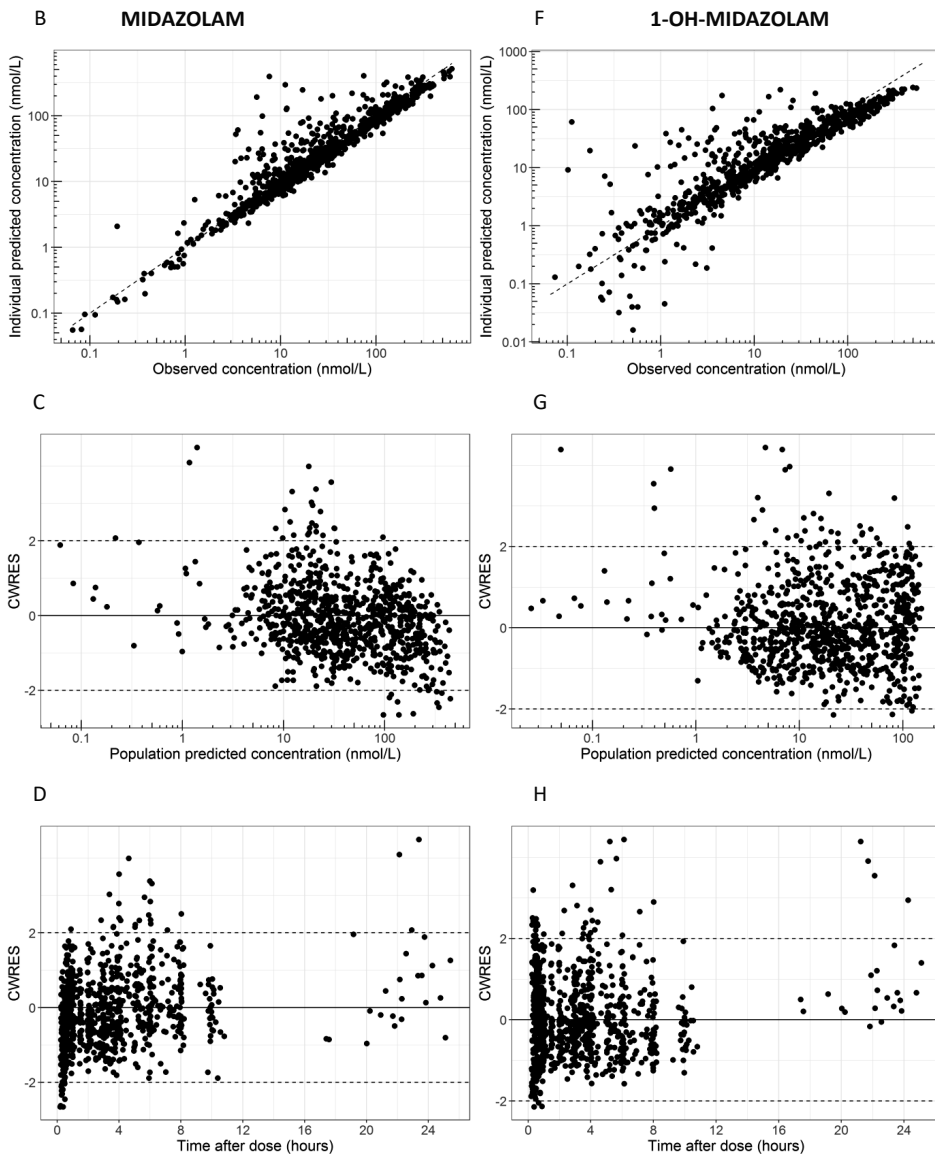 B MIDAZOLAM F 1-OH-MIDAZOLAM
Individual predicted concentration (nmol/L)
100
10
1
0.1
0.1 1 10 100
Observed concentration (nmol/L)
Individual predicted concentration (nmol/L)
1000
100
10
1
0.1
0.01
0.1 1 10 100
Observed concentration (nmol/L)
C
CWRES
2
0
-2
0.1 1 10 100
Population predicted concentration (nmol/L)
G
CWRES
2
0
-2
0.1 1 10 100
Population predicted concentration (nmol/L)
D
CWRES
2
0
-2
0 4 8 12 16 20 24
Time after dose (hours)
H
CWRES
2
0
-2
0 4 8 12 16 20 24
Time after dose (hours)